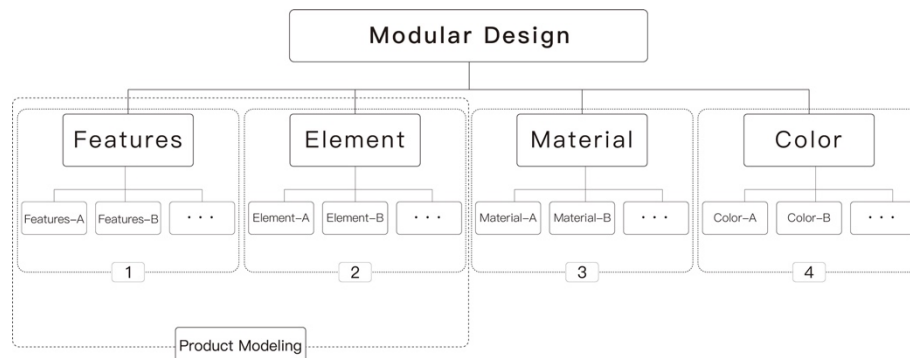 Modular Design
Features Element Material Color
Features-A Features-B ··· Element-A Element-B ··· Material-A Material-B ··· Color-A Color-B ···
1 2 3 4
Product Modeling